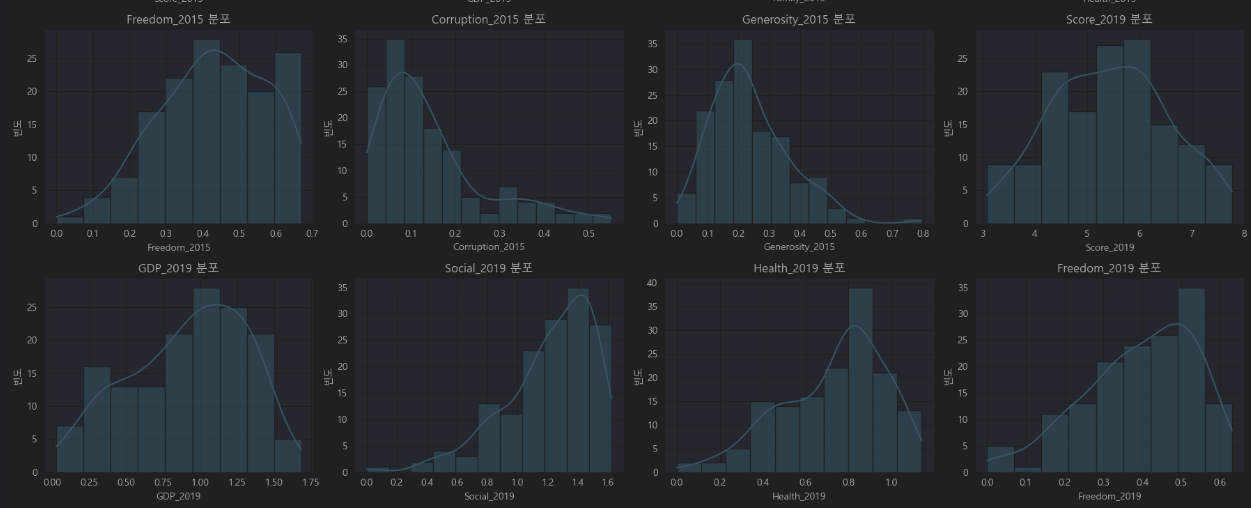 Score_2015 GDP_2015 Family_2015 Health_2015
Freedom_2015 분포 Corruption_2015 분포 Generosity_2015 분포 Score_2019 분포
빈도 빈도 빈도 빈도
0 5 10 15 20 25
0 5 10 15 20 25 30 35
0 5 10 15 20 25 30 35
0 5 10 15 20 25
0.0 0.1 0.2 0.3 0.4 0.5 0.6 0.7
0.0 0.1 0.2 0.3 0.4 0.5
0.0 0.1 0.2 0.3 0.4 0.5 0.6 0.7 0.8
3 4 5 6 7 8
Freedom_2015 Corruption_2015 Generosity_2015 Score_2019
GDP_2019 분포 Social_2019 분포 Health_2019 분포 Freedom_2019 분포
빈도 빈도 빈도 빈도
0 5 10 15 20 25
0 5 10 15 20 25 30 35
0 5 10 15 20 25 30 35 40
0 5 10 15 20 25 30 35
0.00 0.25 0.50 0.75 1.00 1.25 1.50 1.75
0.0 0.2 0.4 0.6 0.8 1.0 1.2 1.4 1.6
0.0 0.2 0.4 0.6 0.8 1.0
0.0 0.1 0.2 0.3 0.4 0.5 0.6
GDP_2019 Social_2019 Health_2019 Freedom_2019